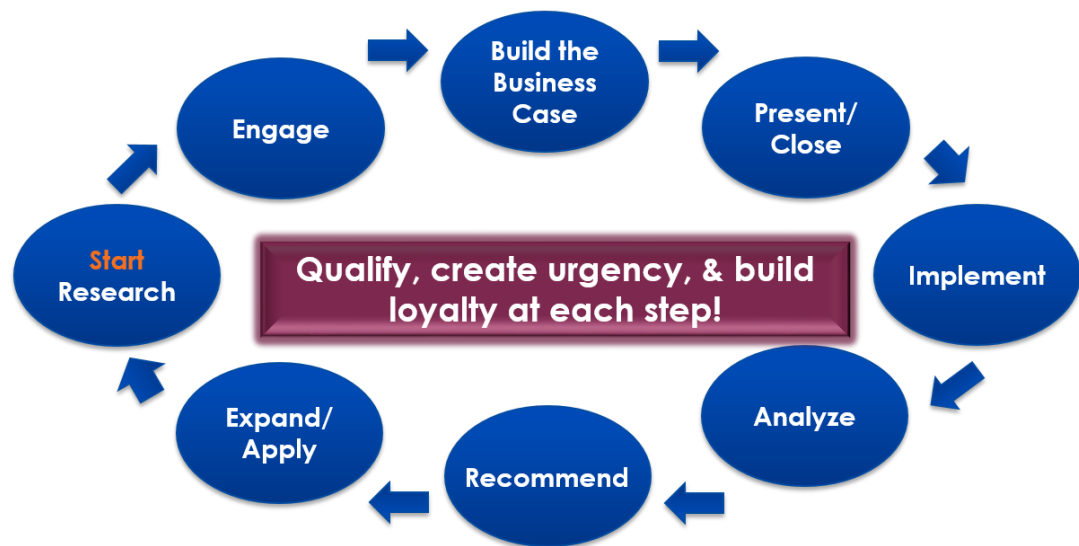 Start
Research
Engage
Build the
Business
Case
Present/
Close
Implement
Analyze
Recommend
Expand/
Apply
Qualify, create urgency, & build
loyalty at each step!